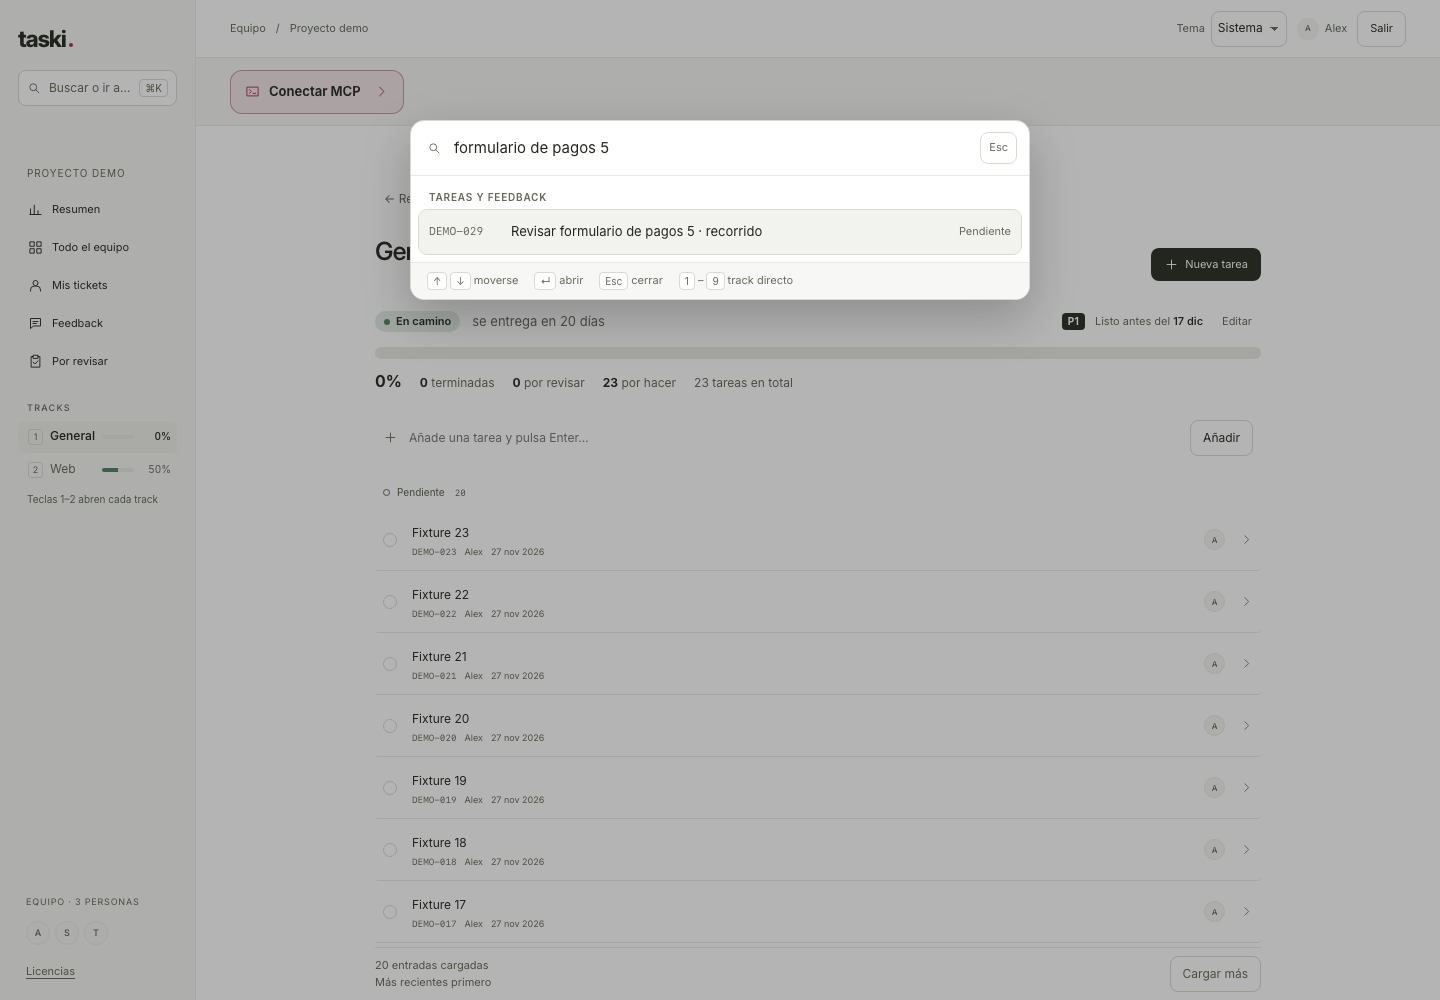 taski.
Buscar o ir a... ⌘K
PROYECTO DEMO
Resumen
Todo el equipo
Mis tickets
Feedback
Por revisar
TRACKS
1 General 0%
2 Web 50%
Teclas 1–2 abren cada track
EQUIPO · 3 PERSONAS
A S T
Licencias
Equipo / Proyecto demo
Tema Sistema A Alex Salir
Conectar MCP
formulario de pagos 5 Esc
TAREAS Y FEEDBACK
DEMO-029 Revisar formulario de pagos 5 · recorrido Pendiente
↑ ↓ moverse ↵ abrir Esc cerrar 1 – 9 track directo
Nueva tarea
En camino se entrega en 20 días
P1 Listo antes del 17 dic Editar
0% 0 terminadas 0 por revisar 23 por hacer 23 tareas en total
Añade una tarea y pulsa Enter... Añadir
Pendiente 20
Fixture 23 A
DEMO-023 Alex 27 nov 2026
Fixture 22 A
DEMO-022 Alex 27 nov 2026
Fixture 21 A
DEMO-021 Alex 27 nov 2026
Fixture 20 A
DEMO-020 Alex 27 nov 2026
Fixture 19 A
DEMO-019 Alex 27 nov 2026
Fixture 18 A
DEMO-018 Alex 27 nov 2026
Fixture 17 A
DEMO-017 Alex 27 nov 2026
20 entradas cargadas
Más recientes primero
Cargar más